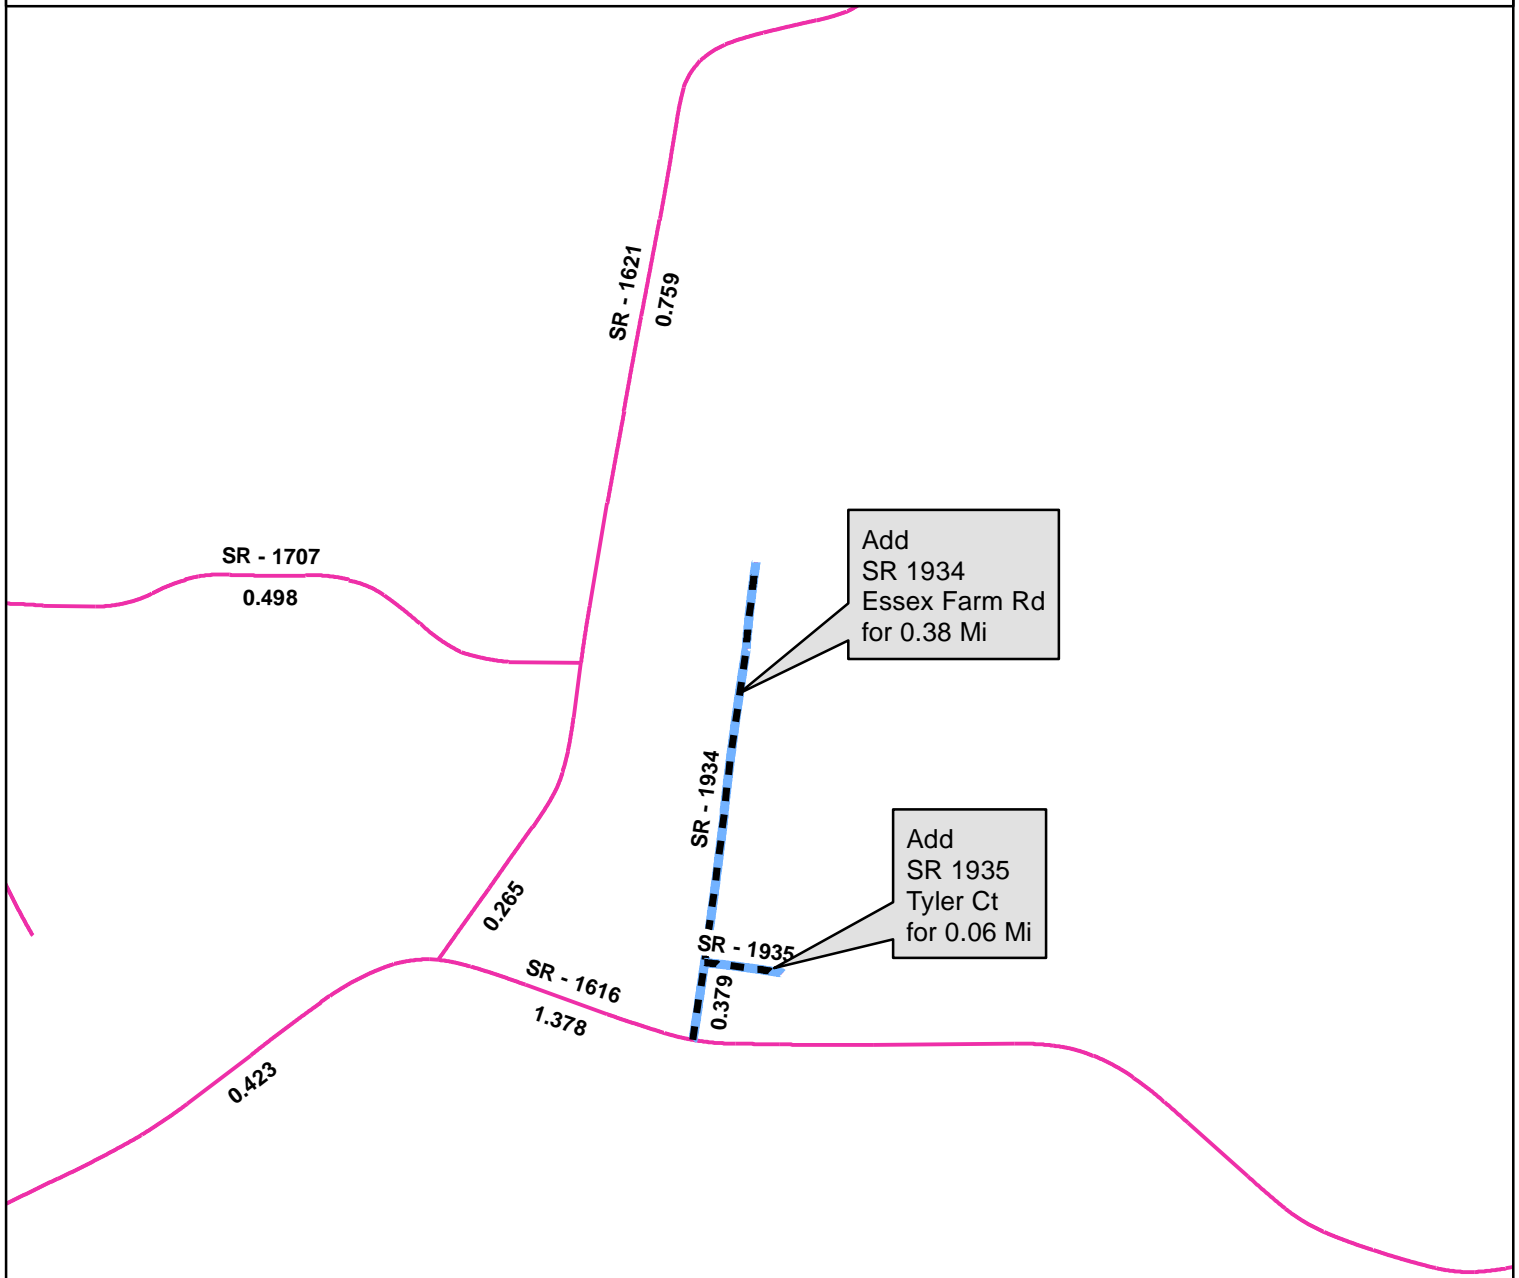 SR - 1621
0.759
SR - 1707
0.498
Add
SR 1934
Essex Farm Rd
for 0.38 Mi
SR - 1934
Add
SR 1935
Tyler Ct
for 0.06 Mi
0.265
SR - 1935
SR - 1616
0.379
1.378
0.423